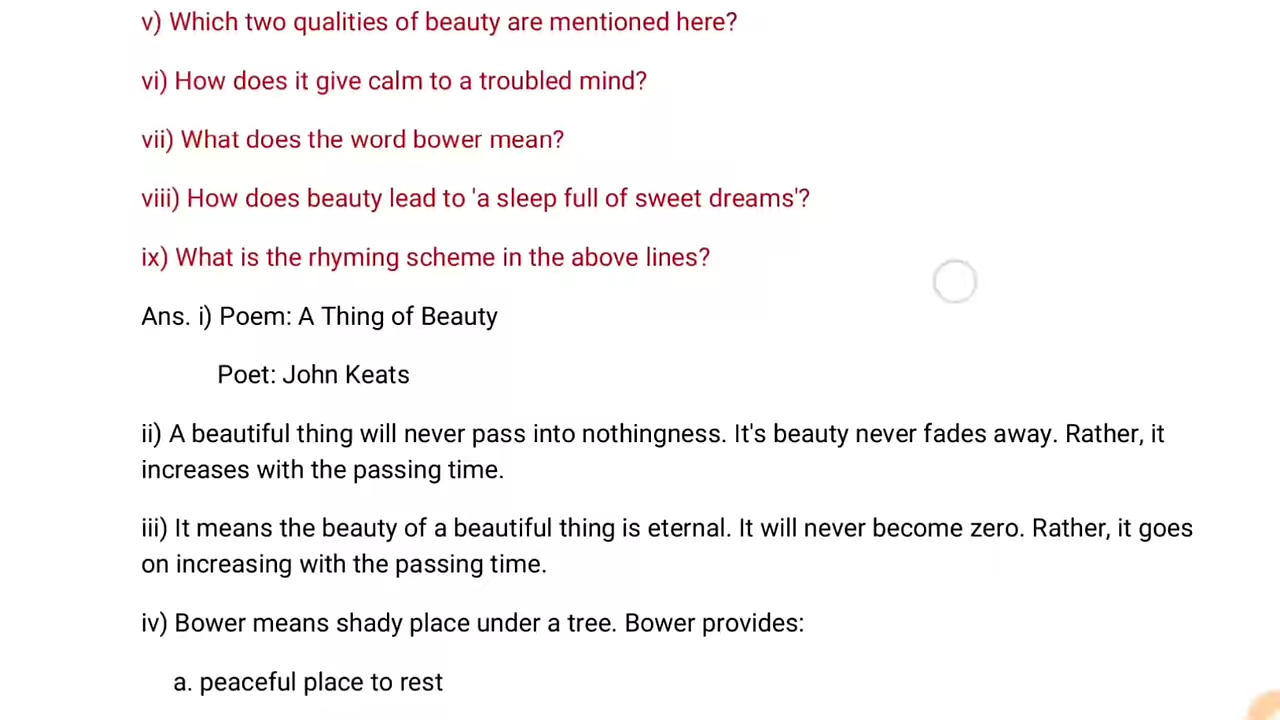 v) Which two qualities of beauty are mentioned here?
vi) How does it give calm to a troubled mind?
vii) What does the word bower mean?
viii) How does beauty lead to 'a sleep full of sweet dreams'?
ix) What is the rhyming scheme in the above lines?
Ans. i) Poem: A Thing of Beauty
Poet: John Keats
ii) A beautiful thing will never pass into nothingness. It's beauty never fades away. Rather, it
increases with the passing time.
iii) It means the beauty of a beautiful thing is eternal. It will never become zero. Rather, it goes
on increasing with the passing time.
iv) Bower means shady place under a tree. Bower provides:
a. peaceful place to rest